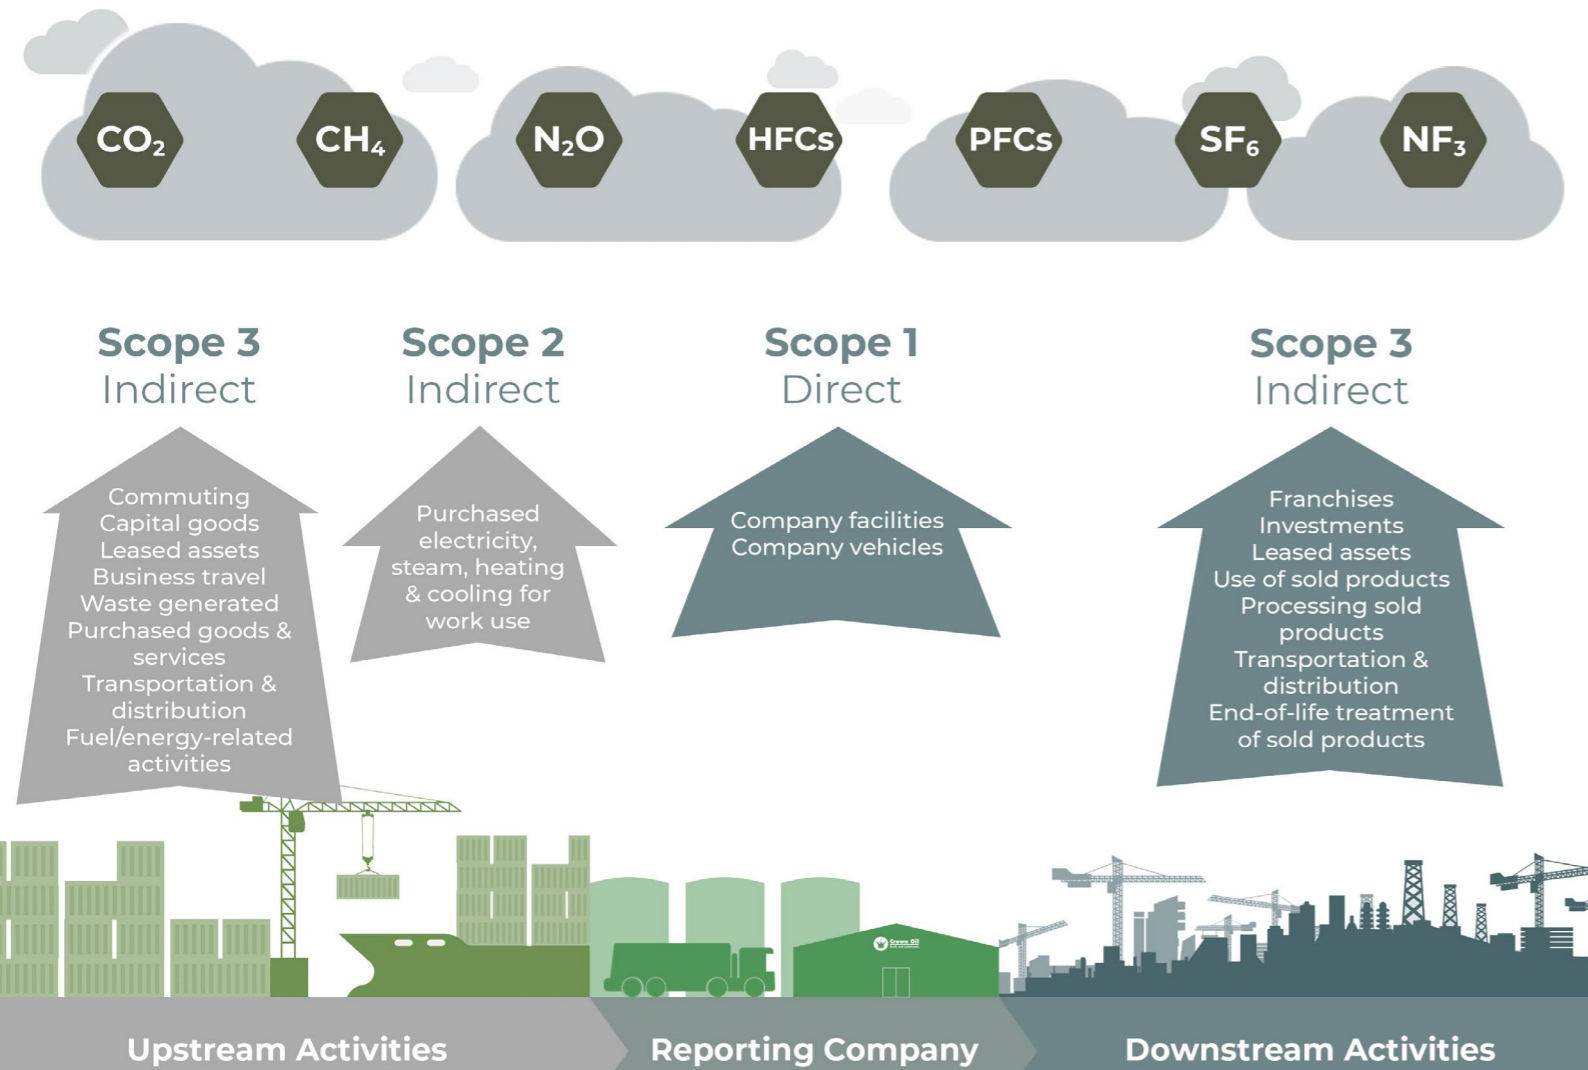 CO₂
CH₄
N₂O
HFCs
PFCs
SF₆
NF₃
Scope 3
Indirect
Commuting
Capital goods
Leased assets
Business travel
Waste generated
Purchased goods &
services
Transportation &
distribution
Fuel/energy-related
activities
Scope 2
Indirect
Purchased
electricity,
steam, heating
& cooling for
work use
Scope 1
Direct
Company facilities
Company vehicles
Scope 3
Indirect
Franchises
Investments
Leased assets
Use of sold products
Processing sold
products
Transportation &
distribution
End-of-life treatment
of sold products
Crown Oil
Upstream Activities
Reporting Company
Downstream Activities